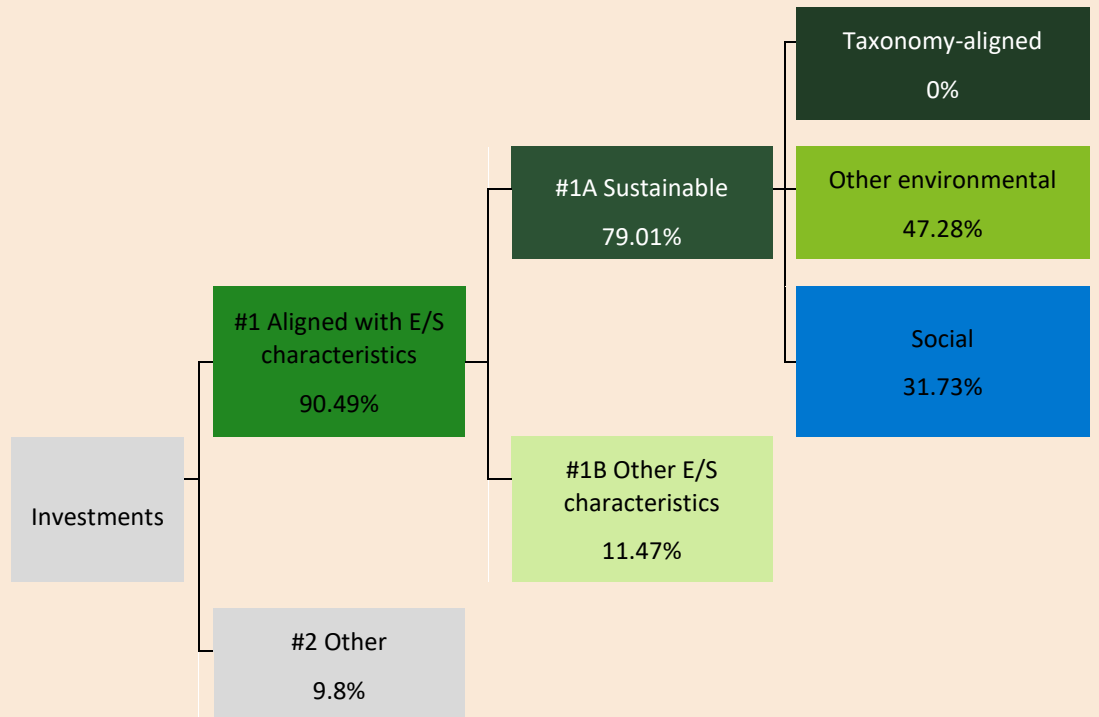 Investments
#1 Aligned with E/S
characteristics
90.49%
#2 Other
9.8%
#1A Sustainable
79.01%
#1B Other E/S
characteristics
11.47%
Taxonomy-aligned
0%
Other environmental
47.28%
Social
31.73%